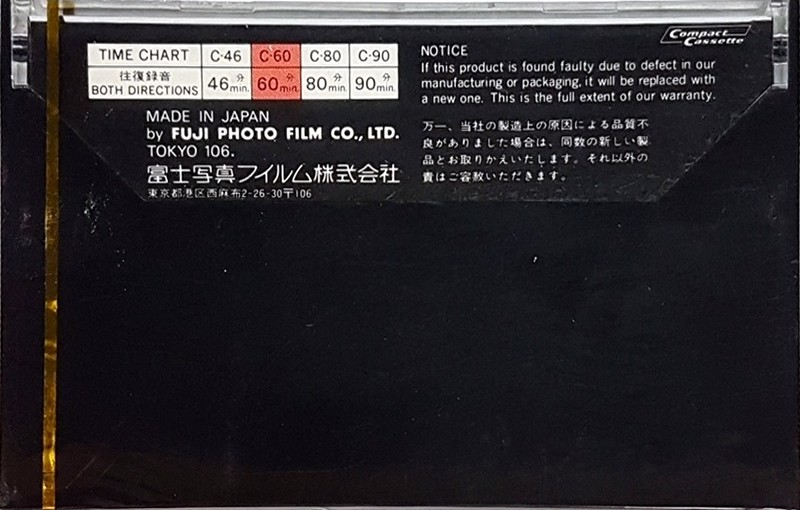 Compact
Cassette
TIME CHART C-46 C-60 C-80 C-90
往復録音
BOTH DIRECTIONS 46分min. 60分min. 80分min. 90分min.
MADE IN JAPAN
by FUJI PHOTO FILM CO., LTD.
TOKYO 106.
富士写真フイルム株式会社
東京都港区西麻布2-26-30〒106
NOTICE
If this product is found faulty due to defect in our
manufacturing or packaging, it will be replaced with
a new one. This is the full extent of our warranty.
万一、当社の製造上の原因による品質不
良がありました場合は、同数の新しい製
品とお取りかえいたします。それ以外の
責はご容赦いただきます。